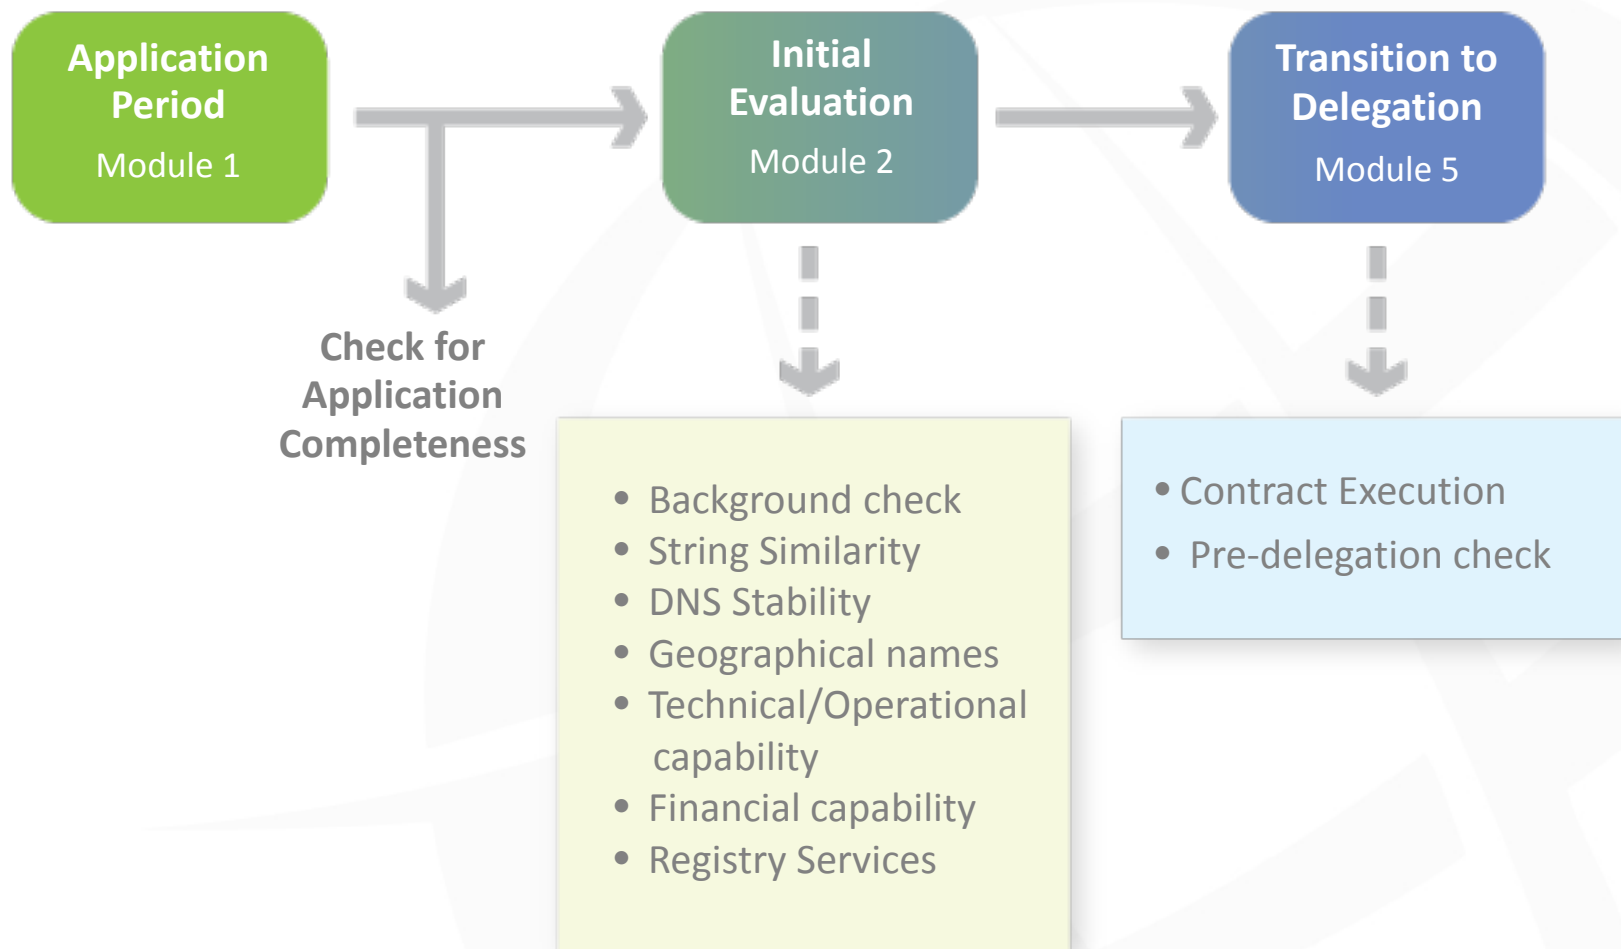 Application
Period
Module 1
Initial
Evaluation
Module 2
Transition to
Delegation
Module 5
Check for
Application
Completeness
• Background check
• String Similarity
• DNS Stability
• Geographical names
• Technical/Operational
capability
• Financial capability
• Registry Services
• Contract Execution
• Pre-delegation check